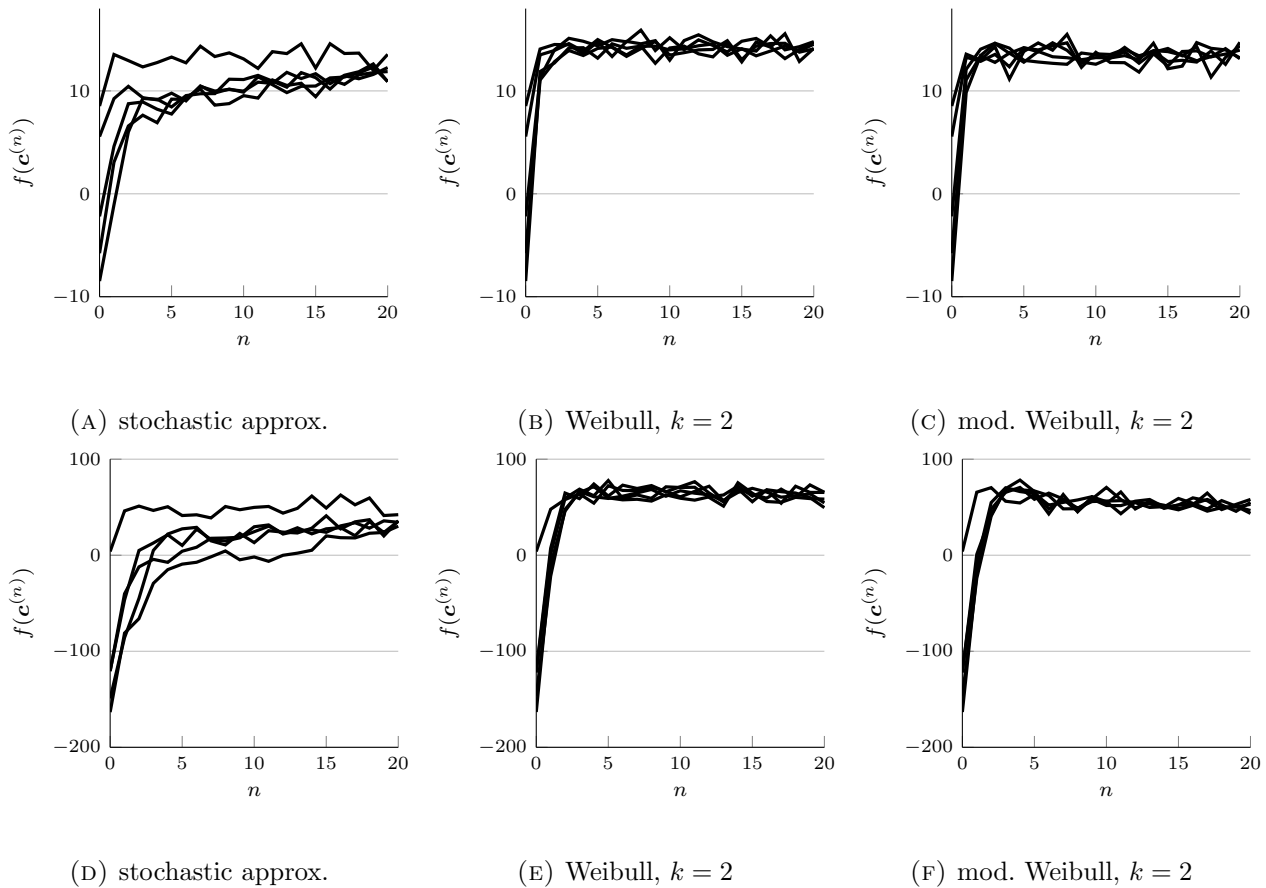 10
0
−10
0 5 10 15 20
n
f(c^(n))
(A) stochastic approx.
10
0
−10
0 5 10 15 20
n
f(c^(n))
(B) Weibull, k = 2
10
0
−10
0 5 10 15 20
n
f(c^(n))
(C) mod. Weibull, k = 2
100
0
−100
−200
0 5 10 15 20
n
f(c^(n))
(D) stochastic approx.
100
0
−100
−200
0 5 10 15 20
n
f(c^(n))
(E) Weibull, k = 2
100
0
−100
−200
0 5 10 15 20
n
f(c^(n))
(F) mod. Weibull, k = 2